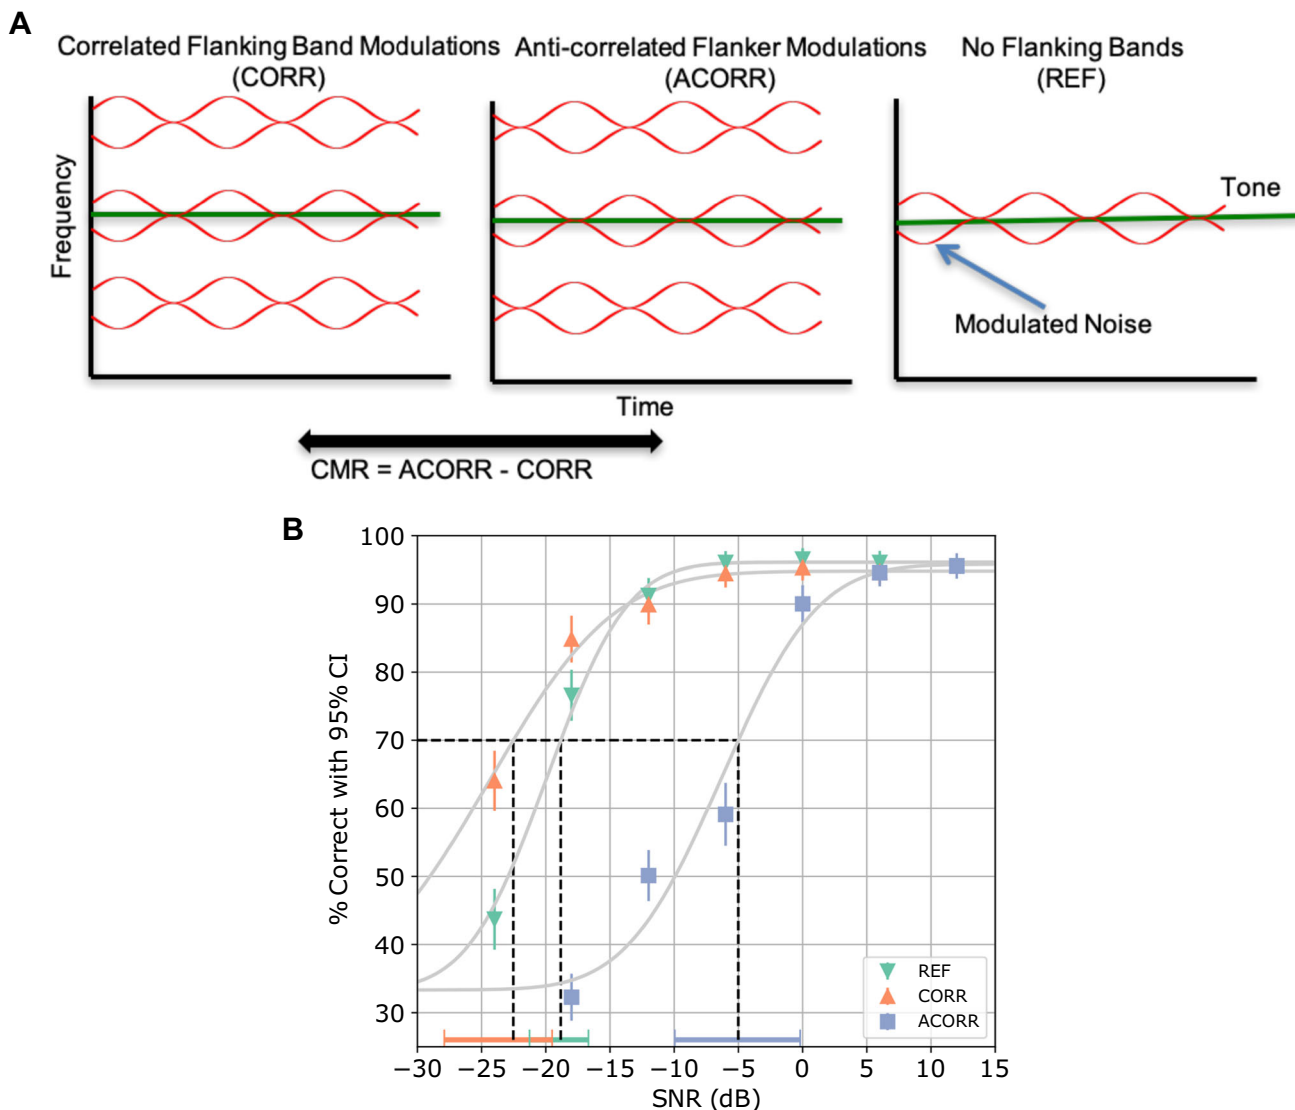 A
Correlated Flanking Band Modulations
(CORR)
Anti-correlated Flanker Modulations
(ACORR)
No Flanking Bands
(REF)
Frequency
Tone
Modulated Noise
Time
CMR = ACORR - CORR
B
% Correct with 95% CI
100
90
80
70
60
50
40
30
REF
CORR
ACORR
−30 −25 −20 −15 −10 −5 0 5 10 15
SNR (dB)